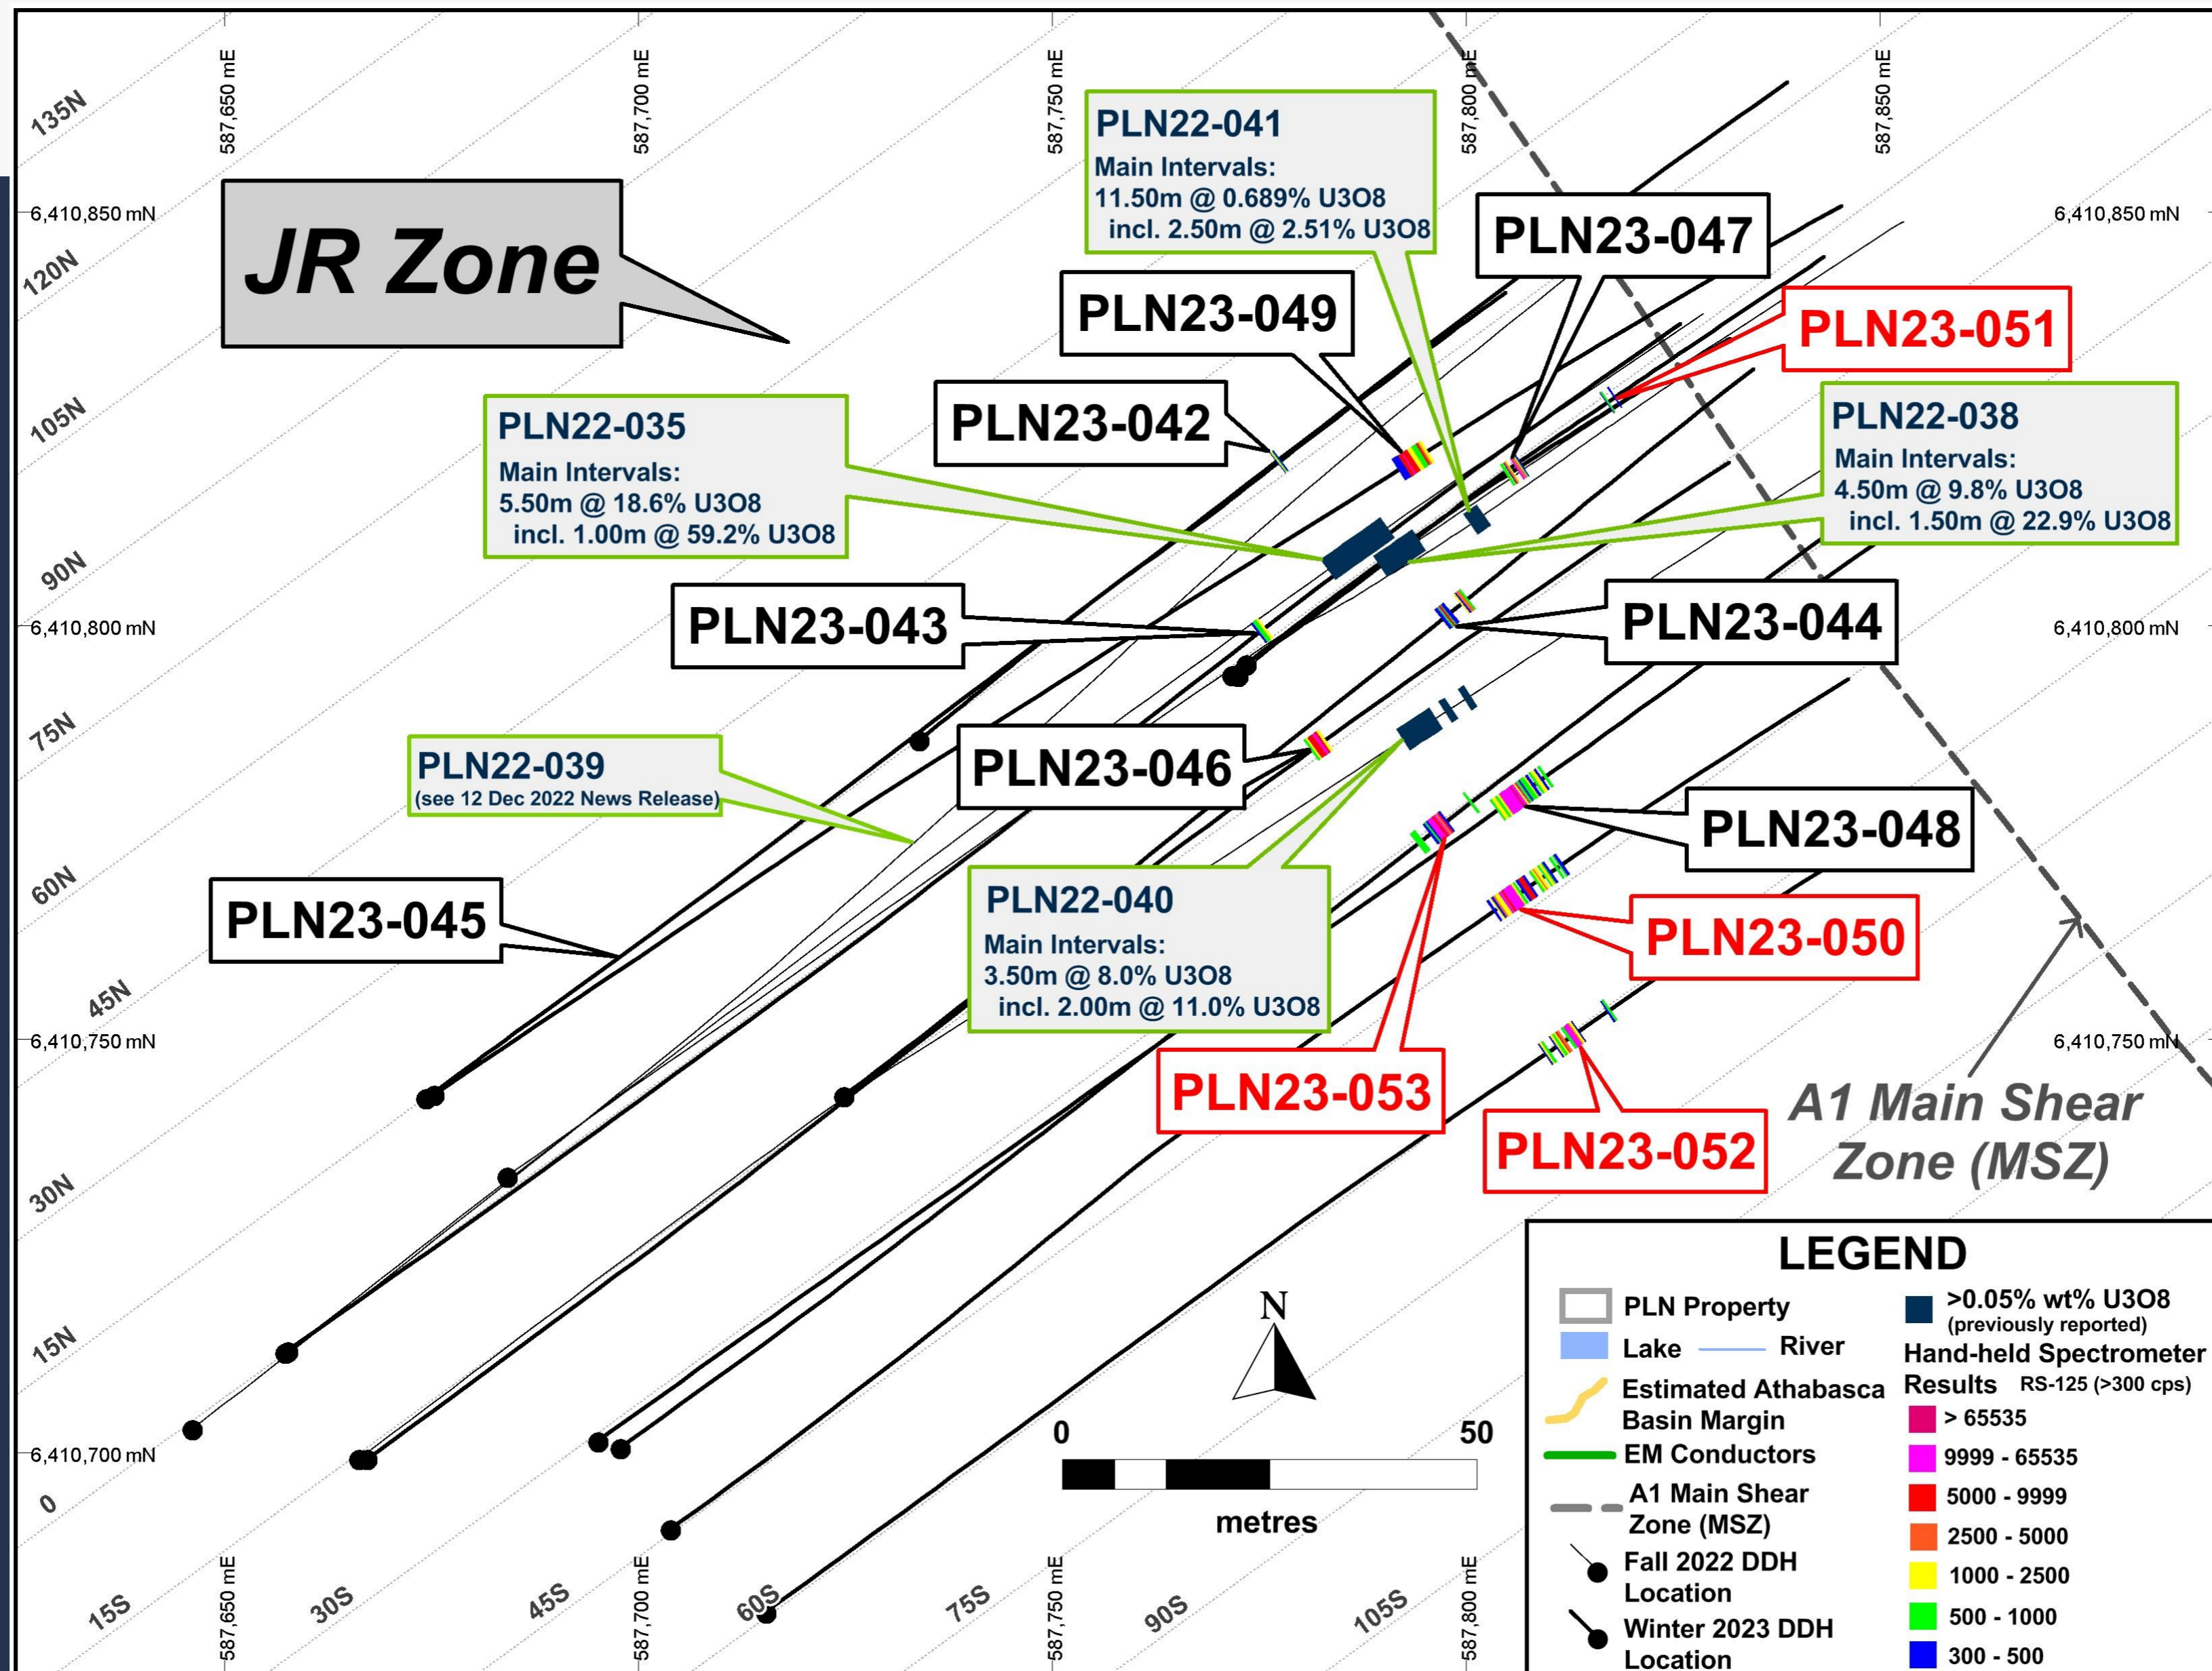 587,650 mE
587,700 mE
587,750 mE
587,800 mE
587,850 mE
135N
120N
105N
90N
75N
60N
45N
30N
15N
0
15S
30S
45S
60S
75S
90S
105S
6,410,850 mN
6,410,850 mN
6,410,800 mN
6,410,800 mN
6,410,750 mN
6,410,750 mN
6,410,700 mN
587,650 mE
587,700 mE
587,750 mE
587,800 mE
JR Zone
PLN22-041
Main Intervals:
11.50m @ 0.689% U3O8
incl. 2.50m @ 2.51% U3O8
PLN23-047
PLN23-049
PLN23-051
PLN23-042
PLN22-035
Main Intervals:
5.50m @ 18.6% U3O8
incl. 1.00m @ 59.2% U3O8
PLN22-038
Main Intervals:
4.50m @ 9.8% U3O8
incl. 1.50m @ 22.9% U3O8
PLN23-043
PLN23-044
PLN22-039
(see 12 Dec 2022 News Release)
PLN23-046
PLN23-048
PLN23-045
PLN22-040
Main Intervals:
3.50m @ 8.0% U3O8
incl. 2.00m @ 11.0% U3O8
PLN23-050
PLN23-053
PLN23-052
A1 Main Shear
Zone (MSZ)
N
0 50
metres
LEGEND
PLN Property
Lake
River
Estimated Athabasca
Basin Margin
EM Conductors
A1 Main Shear
Zone (MSZ)
Fall 2022 DDH
Location
Winter 2023 DDH
Location
>0.05% wt% U3O8
(previously reported)
Hand-held Spectrometer
Results RS-125 (>300 cps)
> 65535
9999 - 65535
5000 - 9999
2500 - 5000
1000 - 2500
500 - 1000
300 - 500